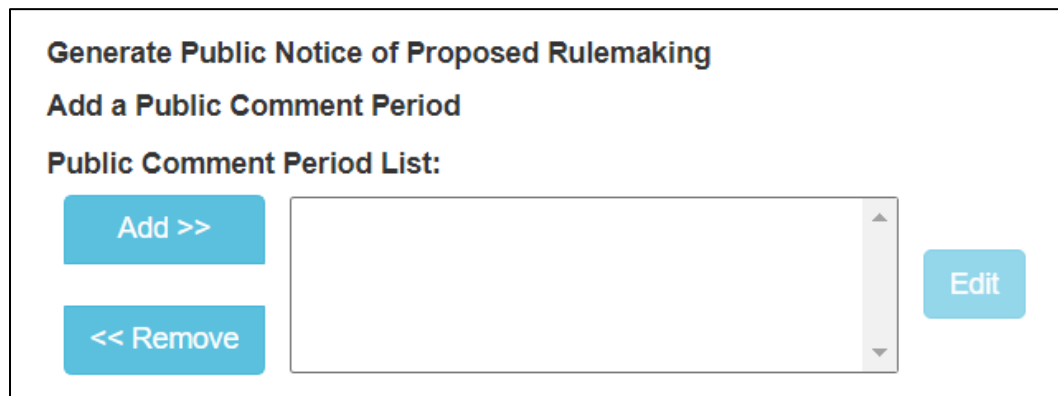 Generate Public Notice of Proposed Rulemaking
Add a Public Comment Period
Public Comment Period List:
Add >>
Edit
<< Remove